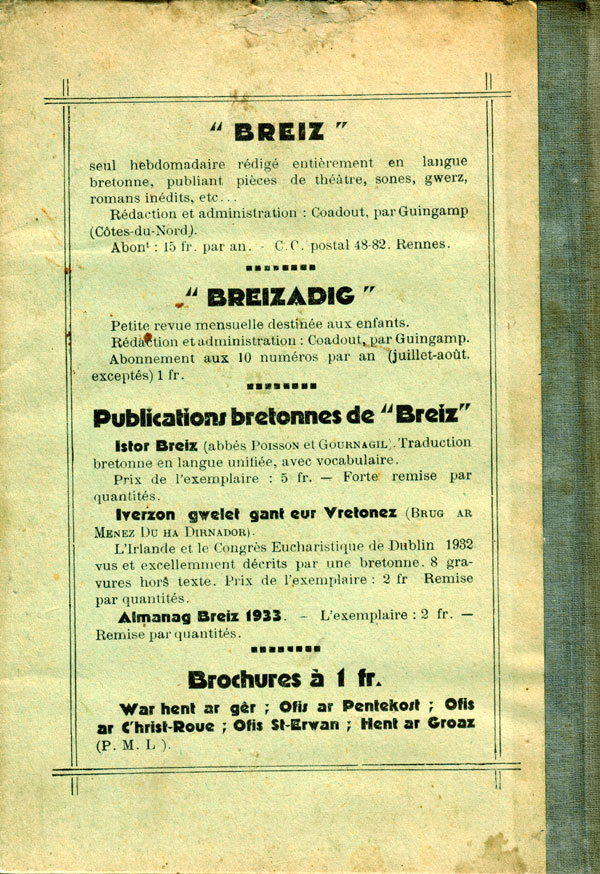 " BREIZ "
seul hebdomadaire rédigé entièrement en langue
bretonne, publiant pièces de théâtre, sones, gwerz,
romans inédits, etc...
Rédaction et administration : Coadout, par Guingamp
(Côtes-du-Nord).
Abonᵗ : 15 fr. par an. - C.C. postal 48-82. Rennes.
" BREIZADIG "
Petite revue mensuelle destinée aux enfants.
Rédaction et administration : Coadout, par Guingamp.
Abonnement aux 10 numéros par an (juillet-août.
exceptés) 1 fr.
Publications bretonnes de "Breiz"
Istor Breiz (abbés POISSON et GOURNAGIL). Traduction
bretonne en langue unifiée, avec vocabulaire.
Prix de l'exemplaire : 5 fr. — Forte remise par
quantités.
Iverzon gwelet gant eur Vretonez (BRUG AR
MENEZ DU HA DIRNADOR).
L'Irlande et le Congrès Eucharistique de Dublin 1932
vus et excellemment décrits par une bretonne. 8 gra-
vures hors texte. Prix de l'exemplaire : 2 fr Remise
par quantités.
Almanag Breiz 1933. - L'exemplaire : 2 fr. —
Remise par quantités.
Brochures à 1 fr.
War hent ar gêr ; Ofis ar Pentekost ; Ofis
ar C'hrist-Roue ; Ofis St-Erwan ; Hent ar Groaz
(P. M. L ).